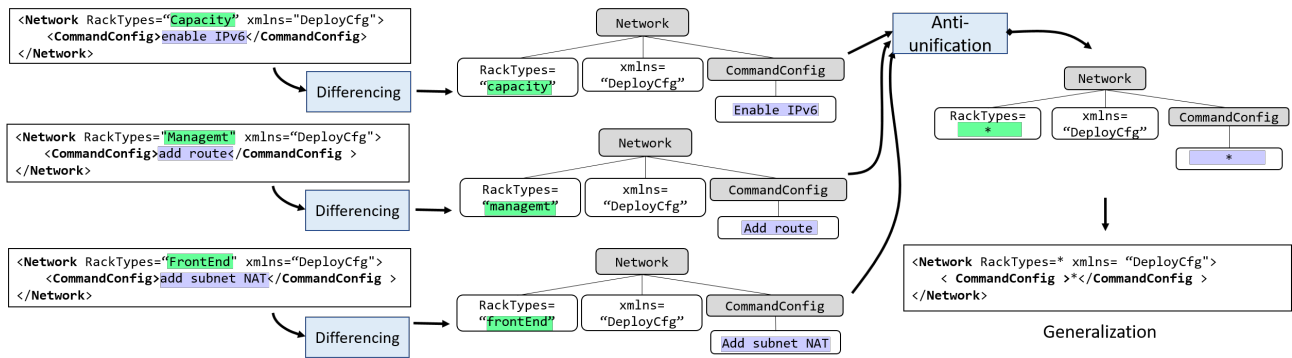 <Network RackTypes=“Capacity” xmlns="DeployCfg">
<CommandConfig>enable IPv6</CommandConfig>
</Network>
Differencing
Network
RackTypes=
“capacity”
xmlns=
“DeployCfg”
CommandConfig
Enable IPv6
<Network RackTypes="Managemt" xmlns=“DeployCfg">
<CommandConfig>add route</CommandConfig >
</Network>
Differencing
Network
RackTypes=
“managemt”
xmlns=
“DeployCfg”
CommandConfig
Add route
<Network RackTypes=“FrontEnd" xmlns=“DeployCfg">
<CommandConfig>add subnet NAT</CommandConfig >
</Network>
Differencing
Network
RackTypes=
“frontEnd”
xmlns=
“DeployCfg”
CommandConfig
Add subnet NAT
Anti-
unification
Network
RackTypes=
*
xmlns=
“DeployCfg”
CommandConfig
*
<Network RackTypes=* xmlns= “DeployCfg">
< CommandConfig >*</CommandConfig >
</Network>
Generalization